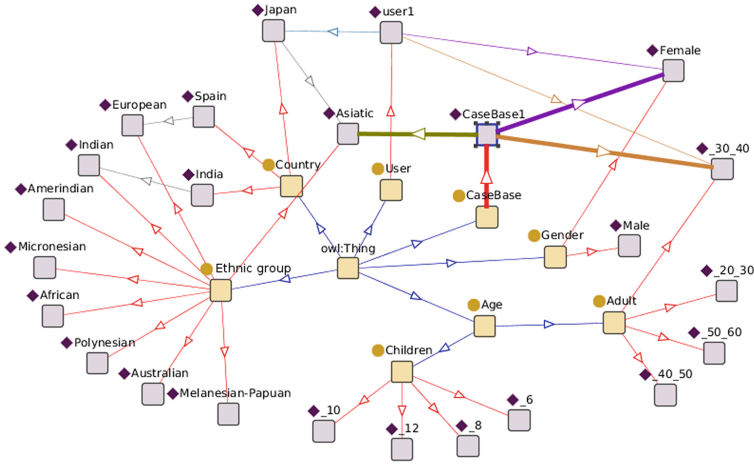 Japan
user1
Female
European
Spain
Asiatic
CaseBase1
Indian
India
Country
User
CaseBase
_30_40
Amerindian
Gender
Male
Micronesian
Ethnic group
owl:Thing
_20_30
African
Age
Adult
Polynesian
Children
_50_60
Australian
Melanesian-Papuan
_40_50
_10
_12
_8
_6